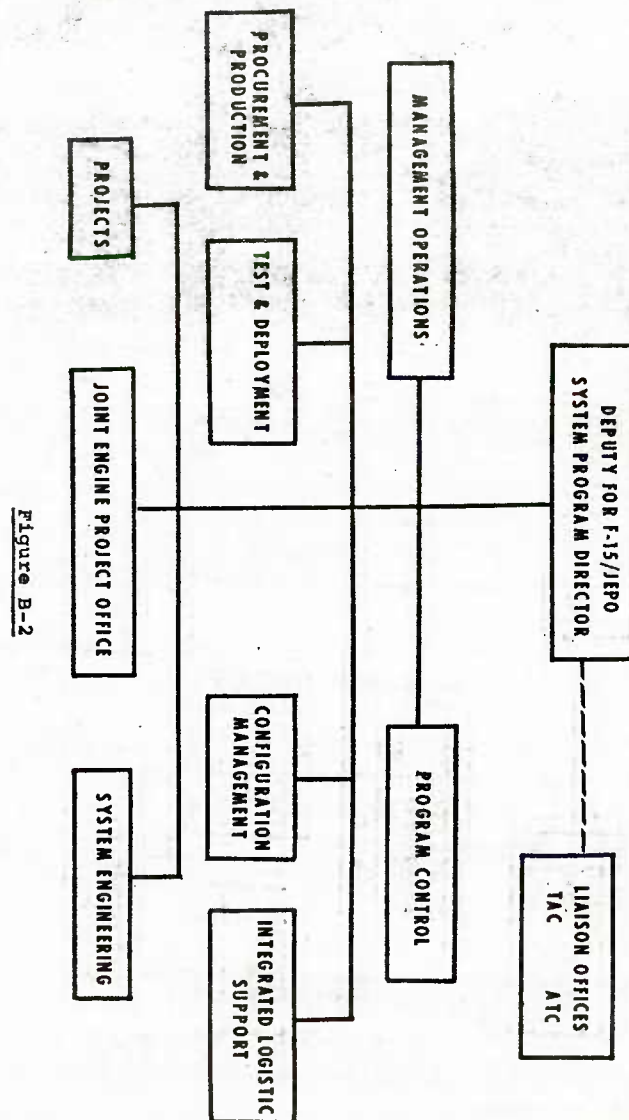 DEPUTY FOR F-15/JEPO
SYSTEM PROGRAM DIRECTOR
LIAISON OFFICES
TAC ATC
MANAGEMENT OPERATIONS
PROGRAM CONTROL
PROCUREMENT &
PRODUCTION
TEST & DEPLOYMENT
CONFIGURATION
MANAGEMENT
INTEGRATED LOGISTIC
SUPPORT
PROJECTS
JOINT ENGINE PROJECT OFFICE
SYSTEM ENGINEERING
Figure B-2